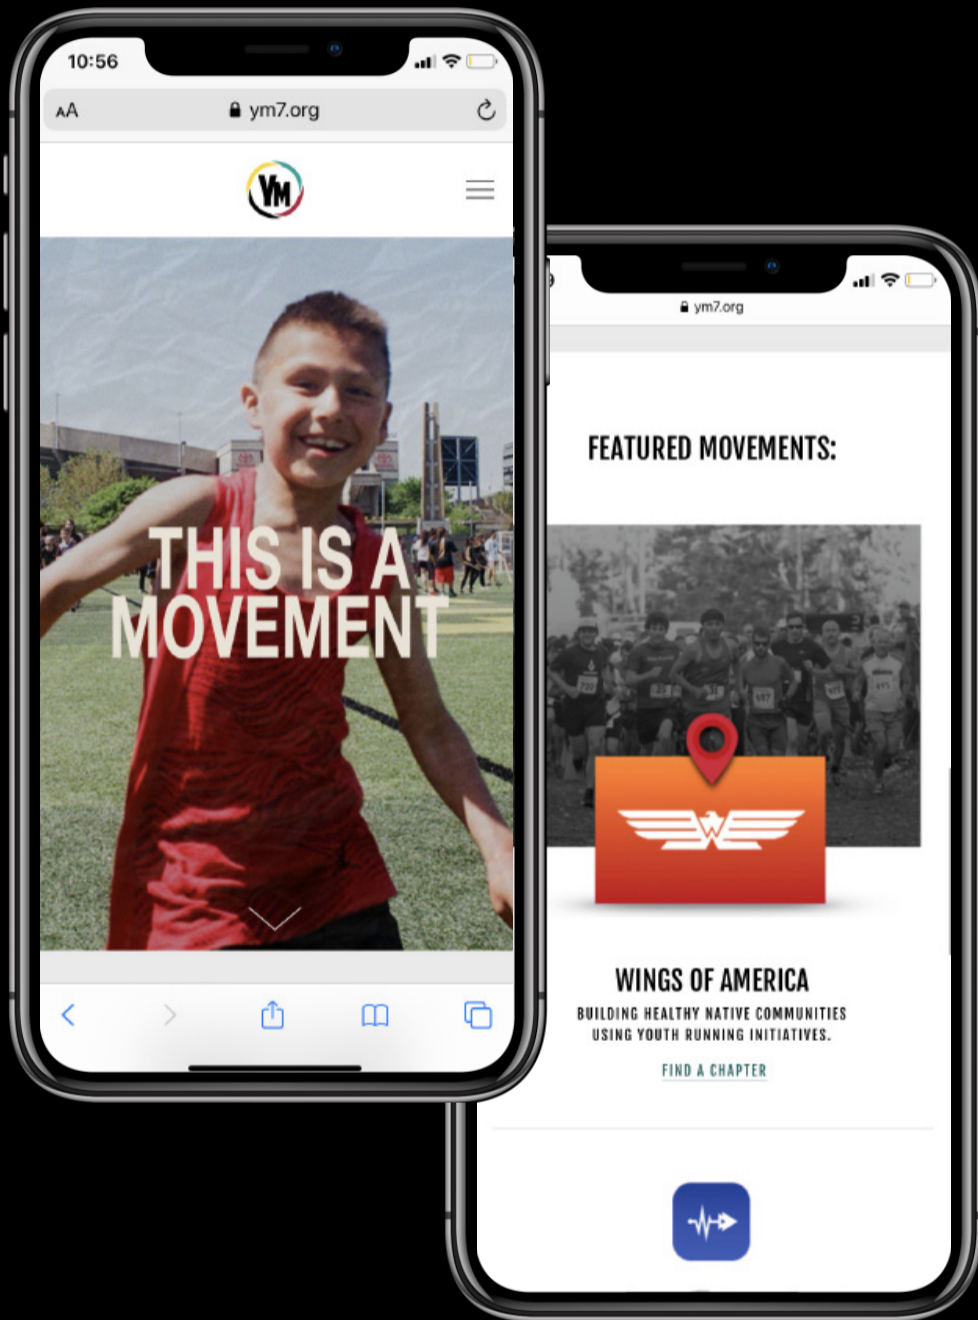 10:56
AA
ym7.org
YM
THIS IS A
MOVEMENT
ym7.org
FEATURED MOVEMENTS:
WINGS OF AMERICA
BUILDING HEALTHY NATIVE COMMUNITIES
USING YOUTH RUNNING INITIATIVES.
FIND A CHAPTER